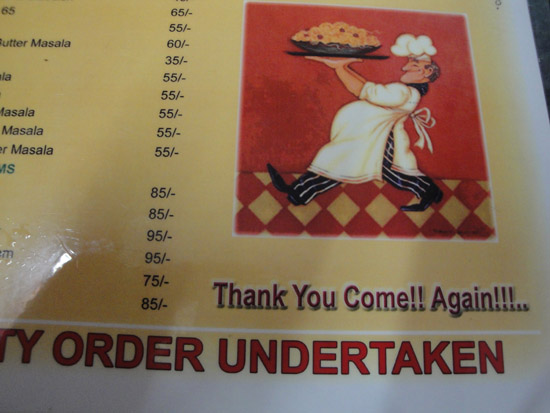 65 65/-
55/-
Butter Masala 60/-
- 35/-
55/-
55/-
Masala 55/-
Masala 55/-
Masala 55/-
MS
85/-
85/-
95/-
95/-
75/-
85/-
Thank You Come!! Again!!!..
TY ORDER UNDERTAKEN